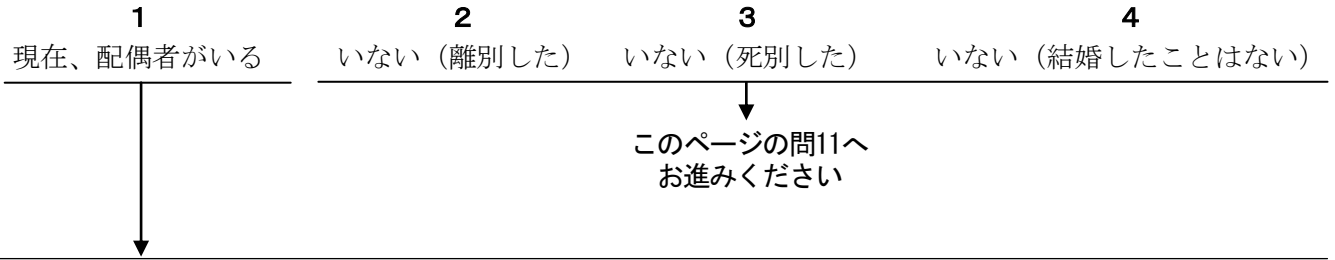 1 2 3 4
現在、配偶者がいる いない（離別した） いない（死別した） いない（結婚したことはない）
このページの問11へ
お進みください